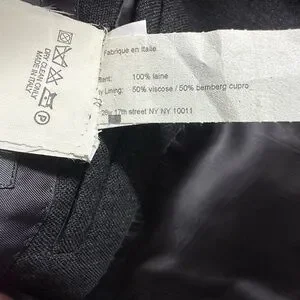 DRY CLEAN ONLY
MADE IN ITALY
P
Fabrique en Italie.
tent: 100% laine
Lining: 50% viscose / 50% bemberg cupro
17th street NY NY 10011